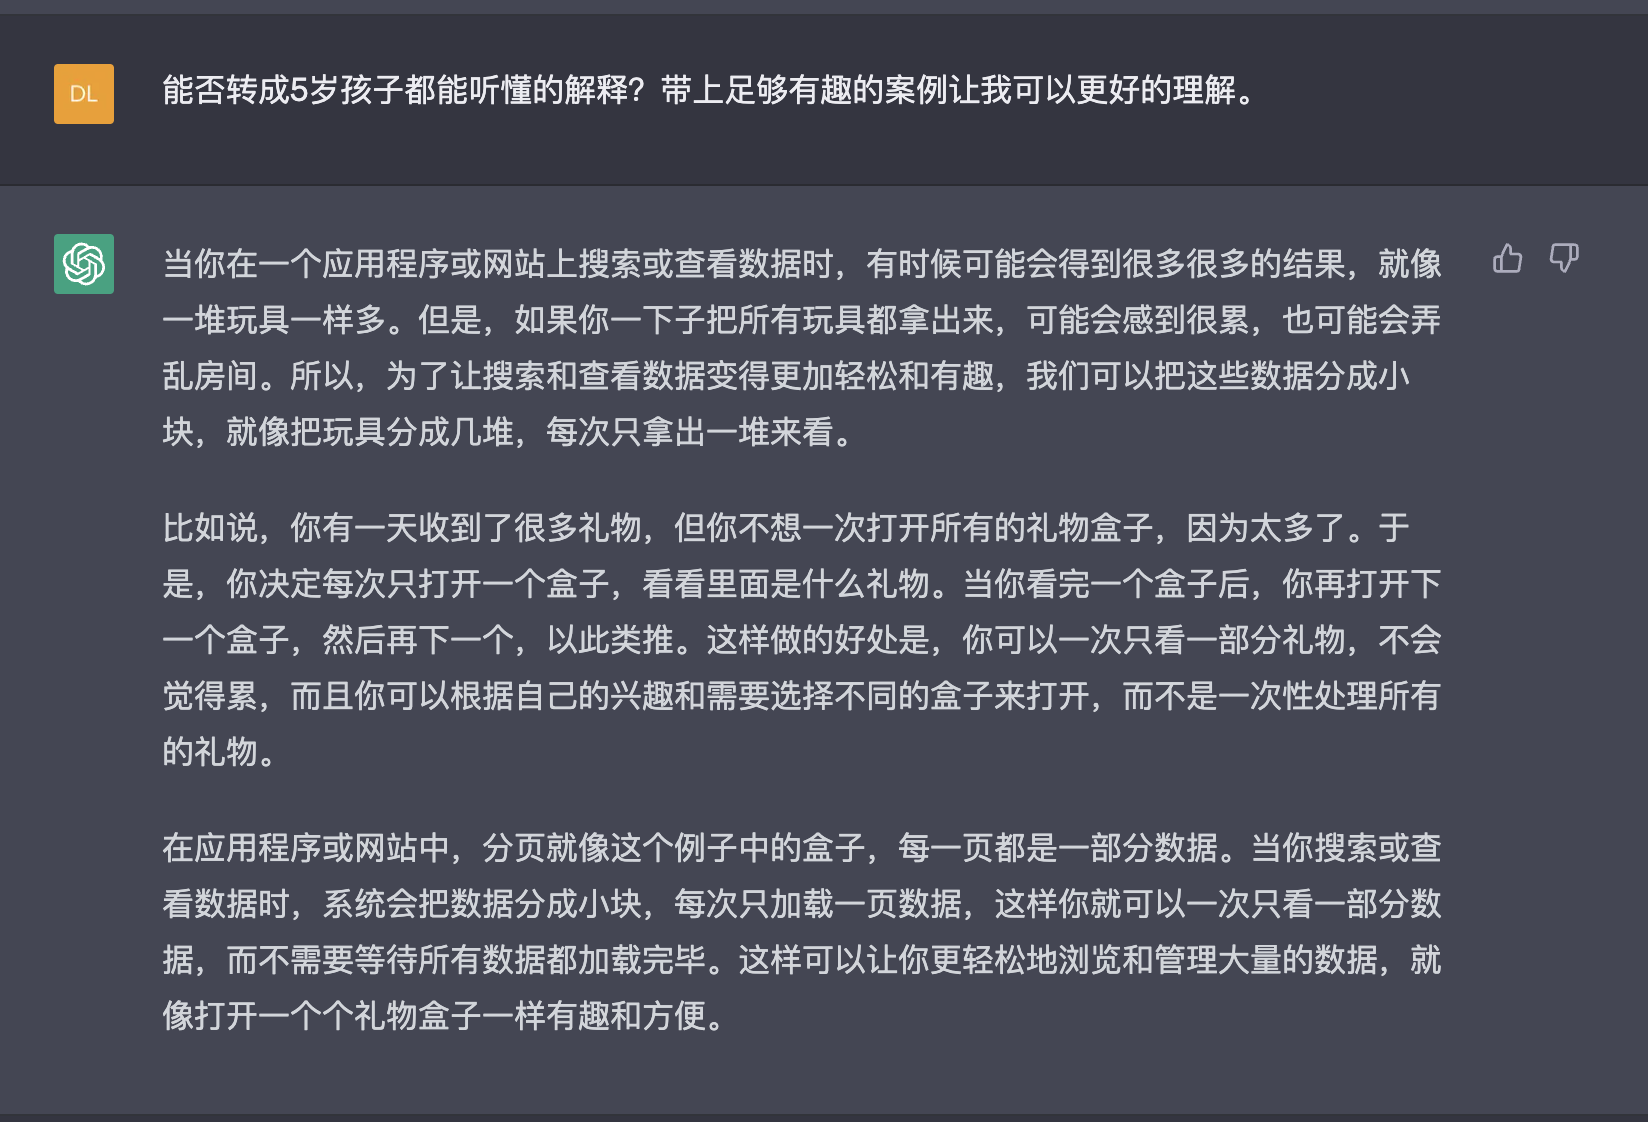 DL
能否转成5岁孩子都能听懂的解释？带上足够有趣的案例让我可以更好的理解。
当你在一个应用程序或网站上搜索或查看数据时，有时候可能会得到很多很多的结果，就像
一堆玩具一样多。但是，如果你一下子把所有玩具都拿出来，可能会感到很累，也可能会弄
乱房间。所以，为了让搜索和查看数据变得更加轻松和有趣，我们可以把这些数据分成小
块，就像把玩具分成几堆，每次只拿出一堆来看。
比如说，你有一天收到了很多礼物，但你不想一次打开所有的礼物盒子，因为太多了。于
是，你决定每次只打开一个盒子，看看里面是什么礼物。当你看完一个盒子后，你再打开下
一个盒子，然后再下一个，以此类推。这样做的好处是，你可以一次只看一部分礼物，不会
觉得累，而且你可以根据自己的兴趣和需要选择不同的盒子来打开，而不是一次性处理所有
的礼物。
在应用程序或网站中，分页就像这个例子中的盒子，每一页都是一部分数据。当你搜索或查
看数据时，系统会把数据分成小块，每次只加载一页数据，这样你就可以一次只看一部分数
据，而不需要等待所有数据都加载完毕。这样可以让你更轻松地浏览和管理大量的数据，就
像打开一个个礼物盒子一样有趣和方便。